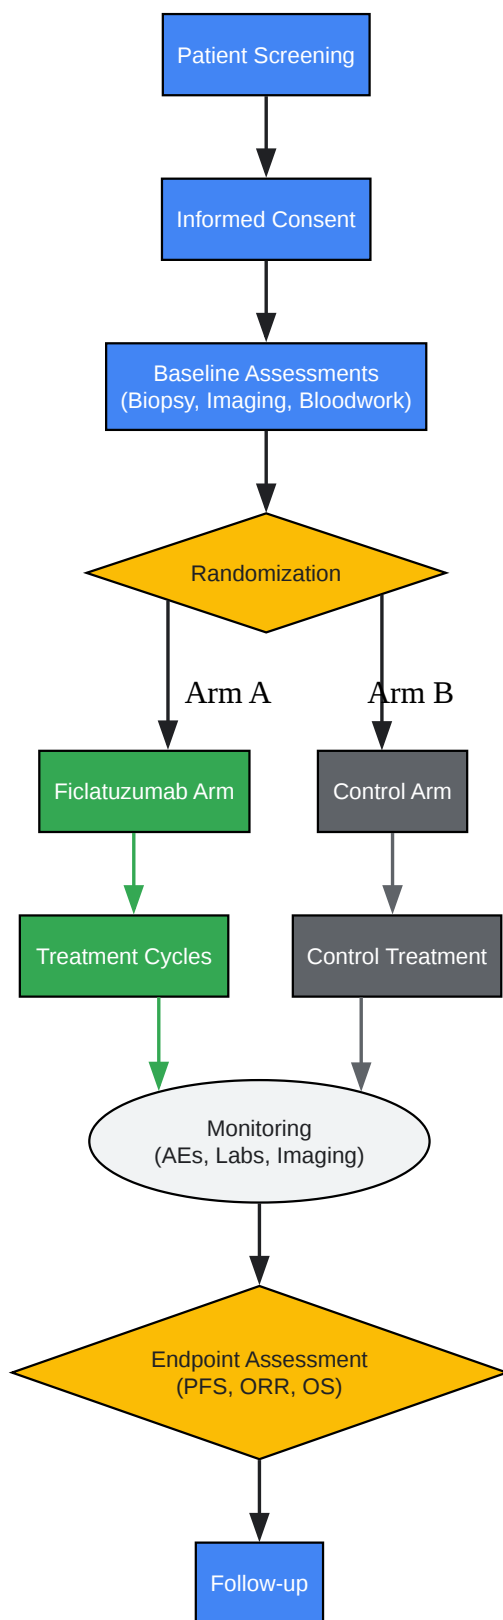 Patient Screening
Informed Consent
Baseline Assessments
(Biopsy, Imaging, Bloodwork)
Randomization
Arm A
Arm B
Ficlatuzumab Arm
Control Arm
Treatment Cycles
Control Treatment
Monitoring
(AEs, Labs, Imaging)
Endpoint Assessment
(PFS, ORR, OS)
Follow-up